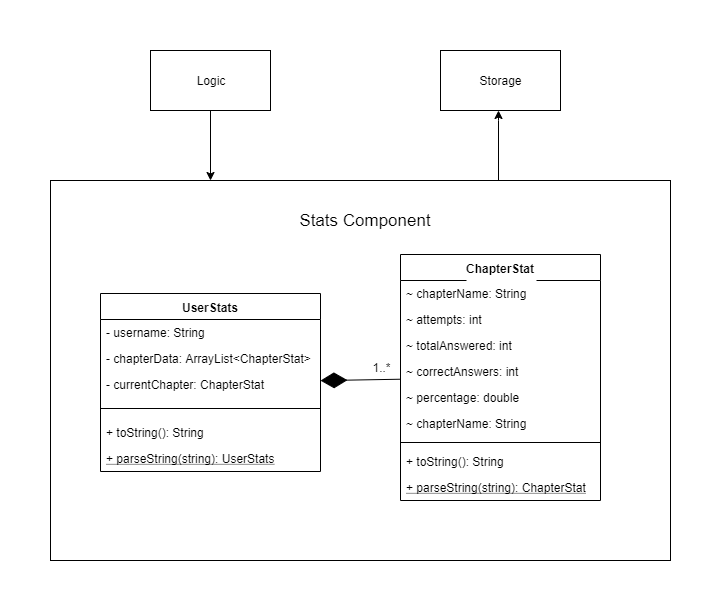 Logic
Storage
Stats Component
UserStats
- username: String
- chapterData: ArrayList<ChapterStat>
- currentChapter: ChapterStat
+ toString(): String
+ parseString(string): UserStats
1..*
ChapterStat
~ chapterName: String
~ attempts: int
~ totalAnswered: int
~ correctAnswers: int
~ percentage: double
~ chapterName: String
+ toString(): String
+ parseString(string): ChapterStat